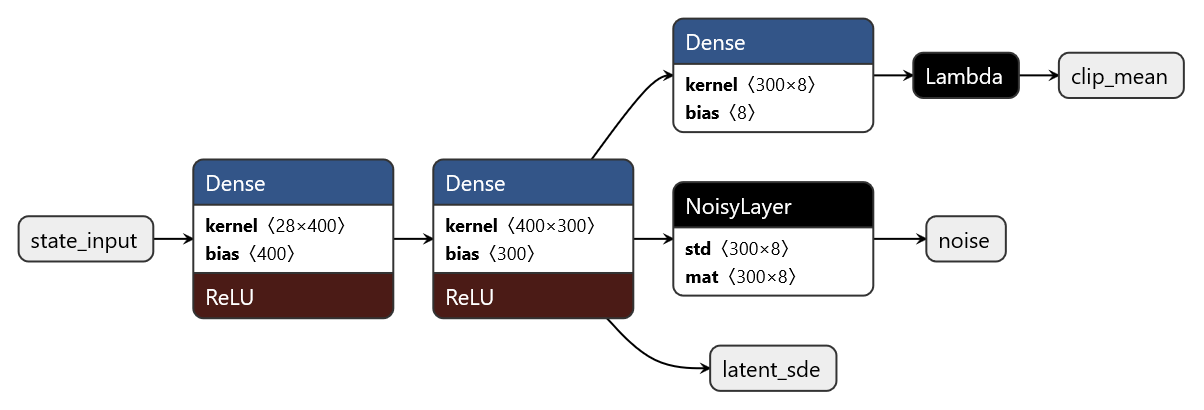 state_input
Dense
kernel〈28×400〉
bias〈400〉
ReLU
Dense
kernel〈400×300〉
bias〈300〉
ReLU
Dense
kernel〈300×8〉
bias〈8〉
Lambda
clip_mean
NoisyLayer
std〈300×8〉
mat〈300×8〉
noise
latent_sde